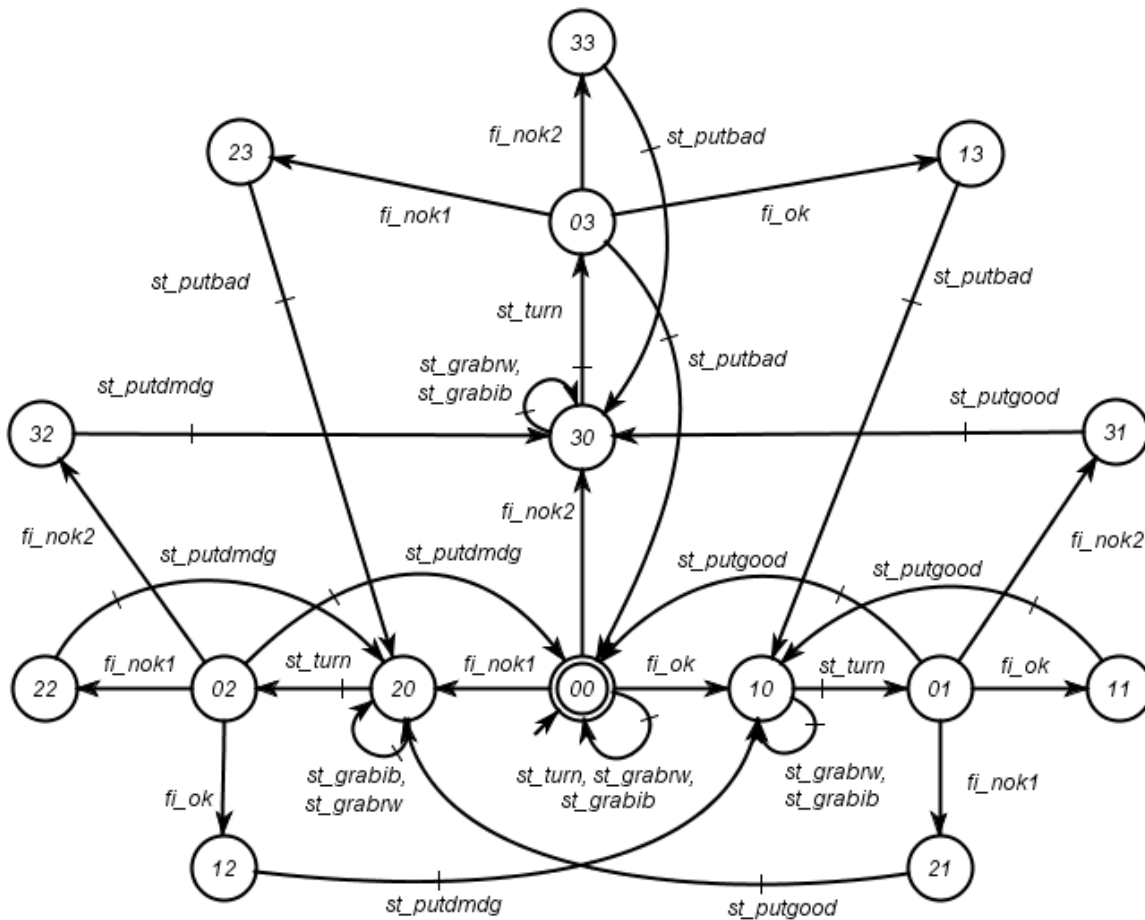 33
fi_nok2
st_putbad
23
13
03
fi_nok1
fi_ok
st_putbad
st_putbad
st_turn
st_putbad
st_grabrw,
st_grabib
st_putdmdg
st_putgood
32
30
31
fi_nok2
fi_nok2
fi_nok2
st_putdmdg
st_putdmdg
st_putgood
st_putgood
fi_nok1
st_turn
fi_nok1
fi_ok
st_turn
fi_ok
22
02
20
00
10
01
11
st_grabib,
st_grabrw
st_turn, st_grabrw,
st_grabib
st_grabrw,
st_grabib
fi_ok
fi_nok1
12
21
st_putdmdg
st_putgood